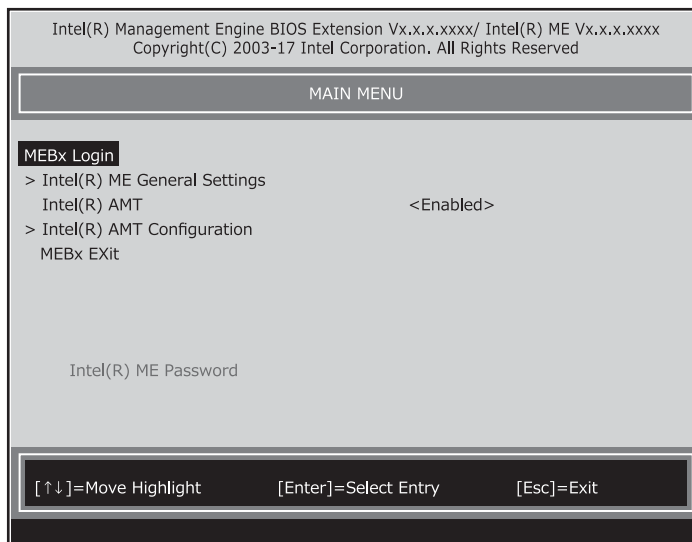 Intel(R) Management Engine BIOS Extension Vx.x.x.xxxx/ Intel(R) ME Vx.x.x.xxxx
Copyright(C) 2003-17 Intel Corporation. All Rights Reserved
MAIN MENU
MEBx Login
> Intel(R) ME General Settings
Intel(R) AMT <Enabled>
> Intel(R) AMT Configuration
MEBx EXit
Intel(R) ME Password
[↑↓]=Move Highlight [Enter]=Select Entry [Esc]=Exit